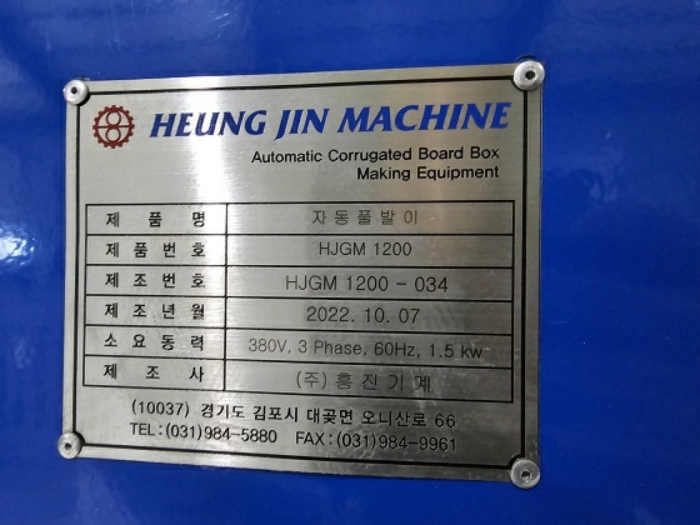 HEUNG JIN MACHINE
Automatic Corrugated Board Box
Making Equipment
제 품 명 자동풀발이
제 품 번 호 HJGM 1200
제 조 번 호 HJGM 1200 - 034
제 조 년 월 2022. 10. 07
소 요 동 력 380V, 3 Phase, 60Hz, 1.5 kw
제 조 사 (주) 흥진기계
(10037) 경기도 김포시 대곶면 오니산로 66
TEL:(031)984-5880 FAX:(031)984-9961